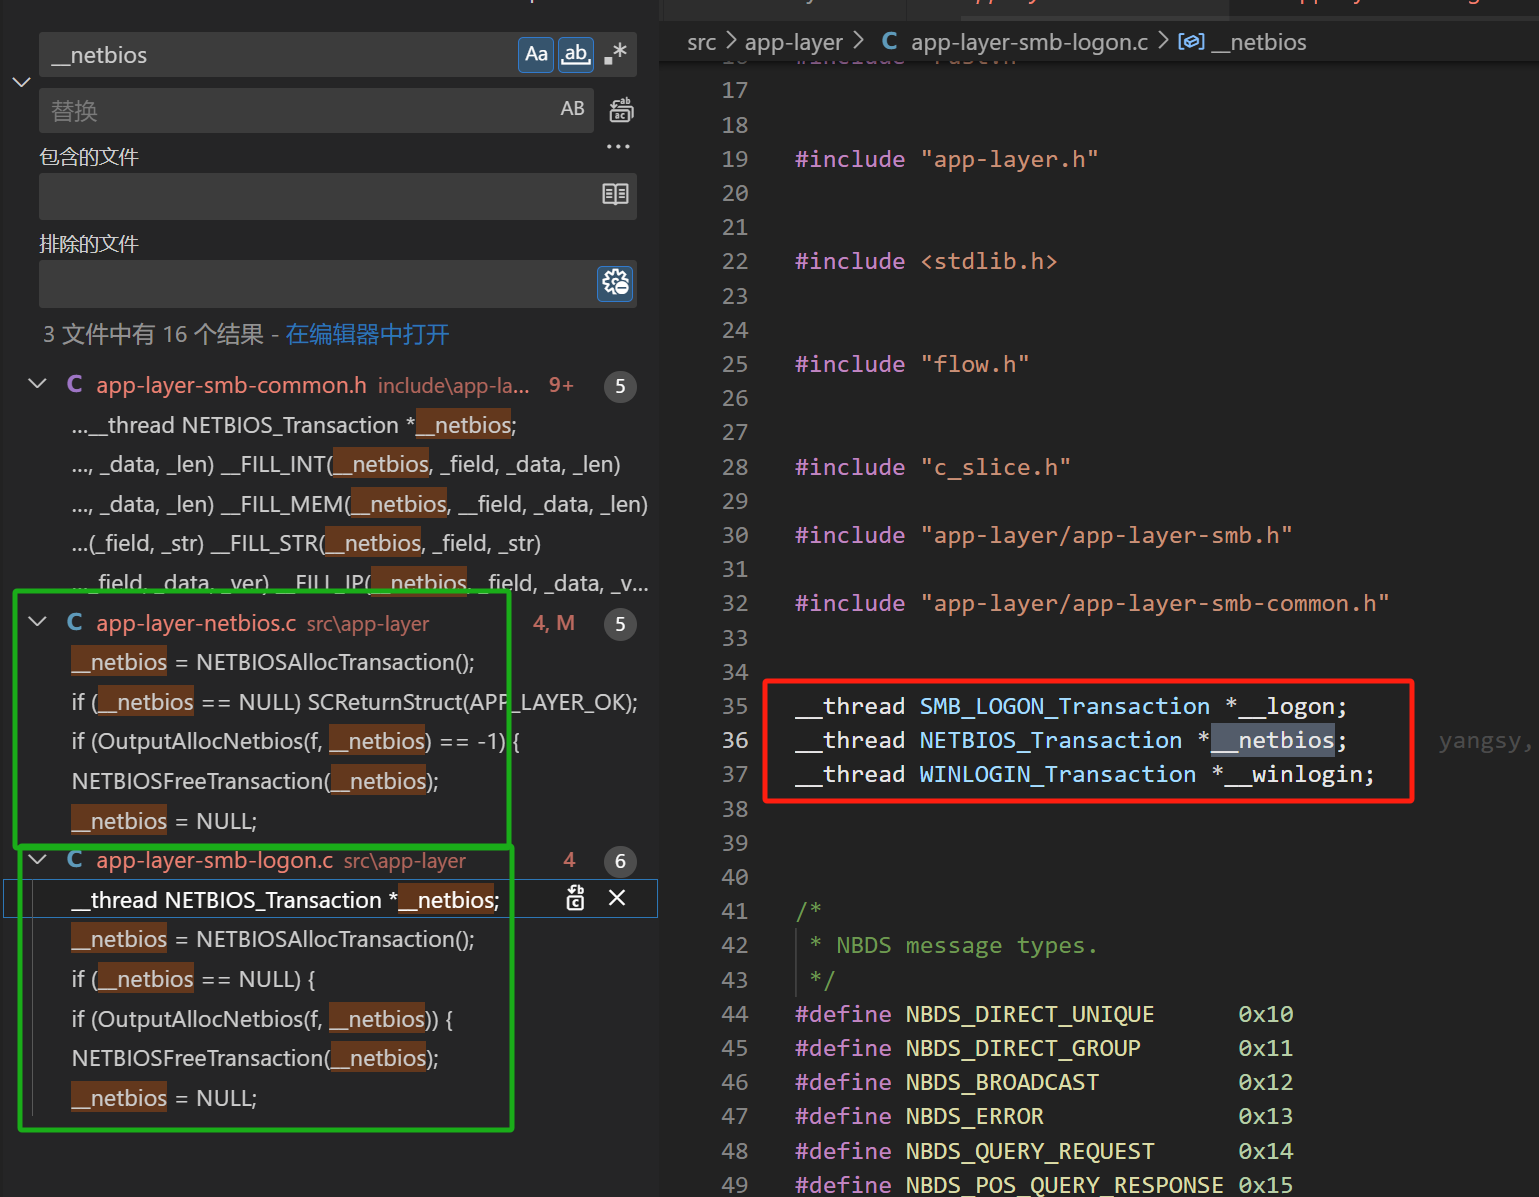 __netbios
Aa ab .*
替换
AB
包含的文件
...
排除的文件
3 文件中有 16 个结果 - 在编辑器中打开
C app-layer-smb-common.h include\app-la... 9+ 5
...__thread NETBIOS_Transaction *__netbios;
..., _data, _len) __FILL_INT(__netbios, _field, _data, _len)
..., _data, _len) __FILL_MEM(__netbios, __field, _data, _len)
...(_field, _str) __FILL_STR(__netbios, _field, _str)
..._field, _data, _ver) __FILL_IP(__netbios, _field, _data, _v...
C app-layer-netbios.c src\app-layer 4, M 5
__netbios = NETBIOSAllocTransaction();
if (__netbios == NULL) SCReturnStruct(APP_LAYER_OK);
if (OutputAllocNetbios(f, __netbios) == -1) {
NETBIOSFreeTransaction(__netbios);
__netbios = NULL;
C app-layer-smb-logon.c src\app-layer 4 6
__thread NETBIOS_Transaction *__netbios;
__netbios = NETBIOSAllocTransaction();
if (__netbios == NULL) {
if (OutputAllocNetbios(f, __netbios)) {
NETBIOSFreeTransaction(__netbios);
__netbios = NULL;
src > app-layer > C app-layer-smb-logon.c > __netbios
17
18
19 #include "app-layer.h"
20
21
22 #include <stdlib.h>
23
24
25 #include "flow.h"
26
27
28 #include "c_slice.h"
29
30 #include "app-layer/app-layer-smb.h"
31
32 #include "app-layer/app-layer-smb-common.h"
33
34
35 __thread SMB_LOGON_Transaction *__logon;
36 __thread NETBIOS_Transaction *__netbios; yangsy,
37 __thread WINLOGIN_Transaction *__winlogin;
38
39
40
41 /*
42 * NBDS message types.
43 */
44 #define NBDS_DIRECT_UNIQUE 0x10
45 #define NBDS_DIRECT_GROUP 0x11
46 #define NBDS_BROADCAST 0x12
47 #define NBDS_ERROR 0x13
48 #define NBDS_QUERY_REQUEST 0x14
49 #define NBDS_POS_QUERY_RESPONSE 0x15